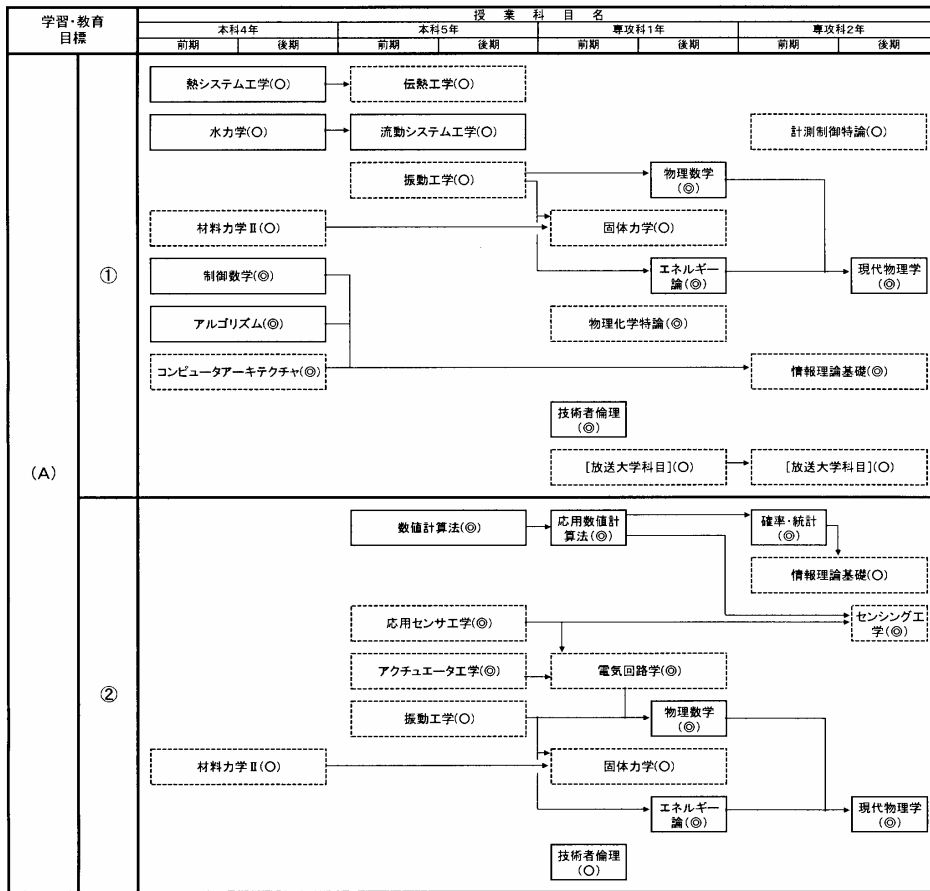 学習・教育
目標
授業科目名
本科4年
本科5年
専攻科1年
専攻科2年
前期
後期
前期
後期
前期
後期
前期
後期
(A)
①
熱システム工学(○)
伝熱工学(○)
水力学(○)
流動システム工学(○)
計測制御特論(○)
振動工学(○)
物理数学
(◎)
材料力学Ⅱ(○)
固体力学(○)
制御数学(◎)
エネルギー
論(◎)
現代物理学
(◎)
アルゴリズム(◎)
物理化学特論(◎)
コンピュータアーキテクチャ(◎)
情報理論基礎(◎)
技術者倫理
(◎)
[放送大学科目](○)
[放送大学科目](○)
②
数値計算法(◎)
応用数値計
算法(◎)
確率・統計
(◎)
情報理論基礎(○)
応用センサ工学(◎)
センシングエ
学(◎)
アクチュエータ工学(◎)
電気回路学(◎)
振動工学(○)
物理数学
(◎)
材料力学Ⅱ(○)
固体力学(○)
エネルギー
論(◎)
現代物理学
(◎)
技術者倫理
(○)